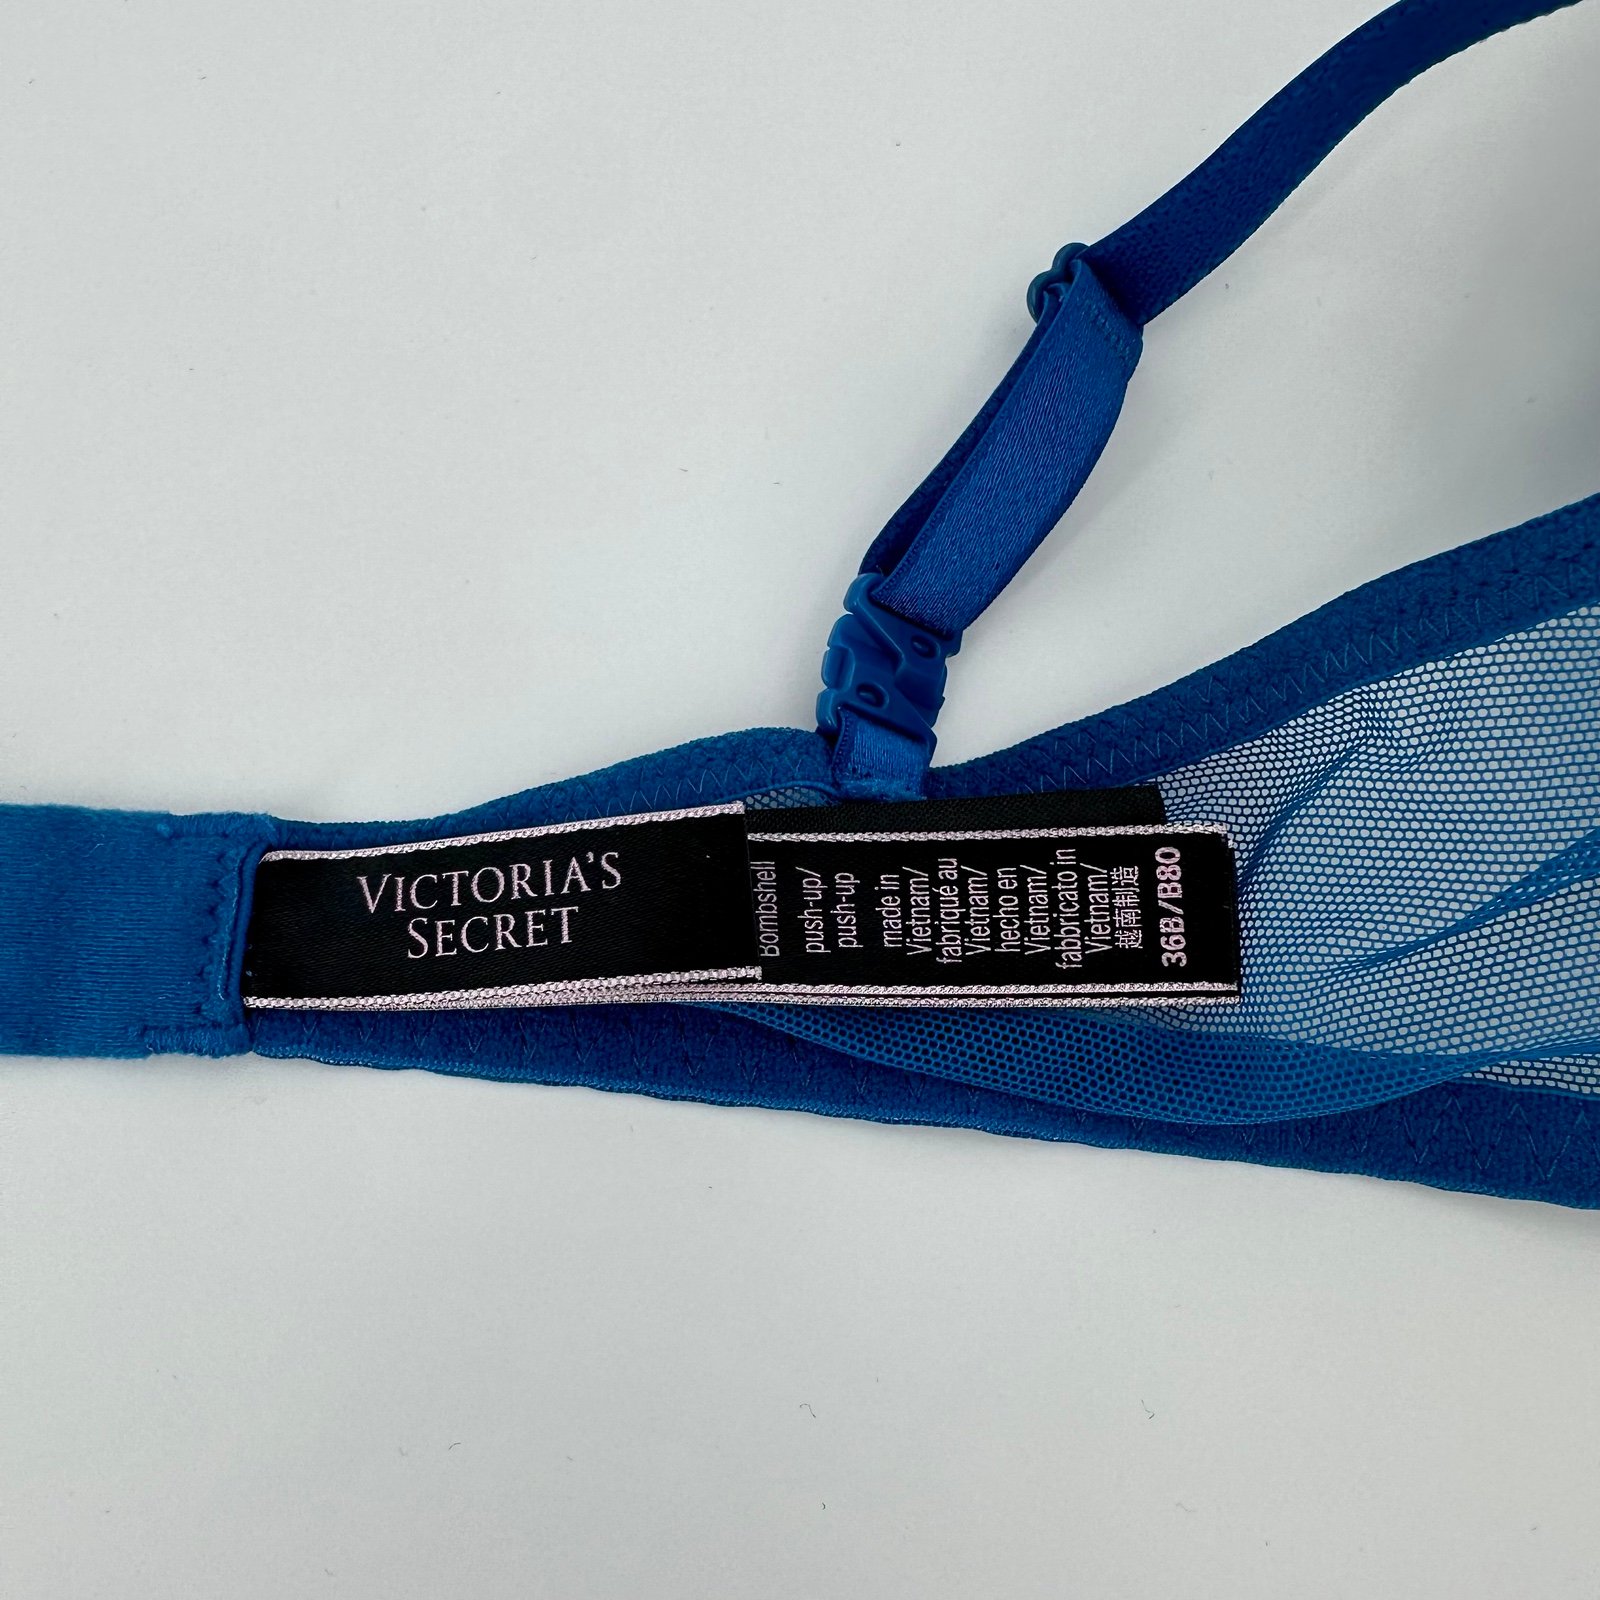 VICTORIA'S
SECRET
Bombshell
push-up/
push-up
made in
Vietnam/
fabriqué au
Vietnam/
hecho en
Vietnam/
fabbricato in
Vietnam/
越南制造
36B/B80